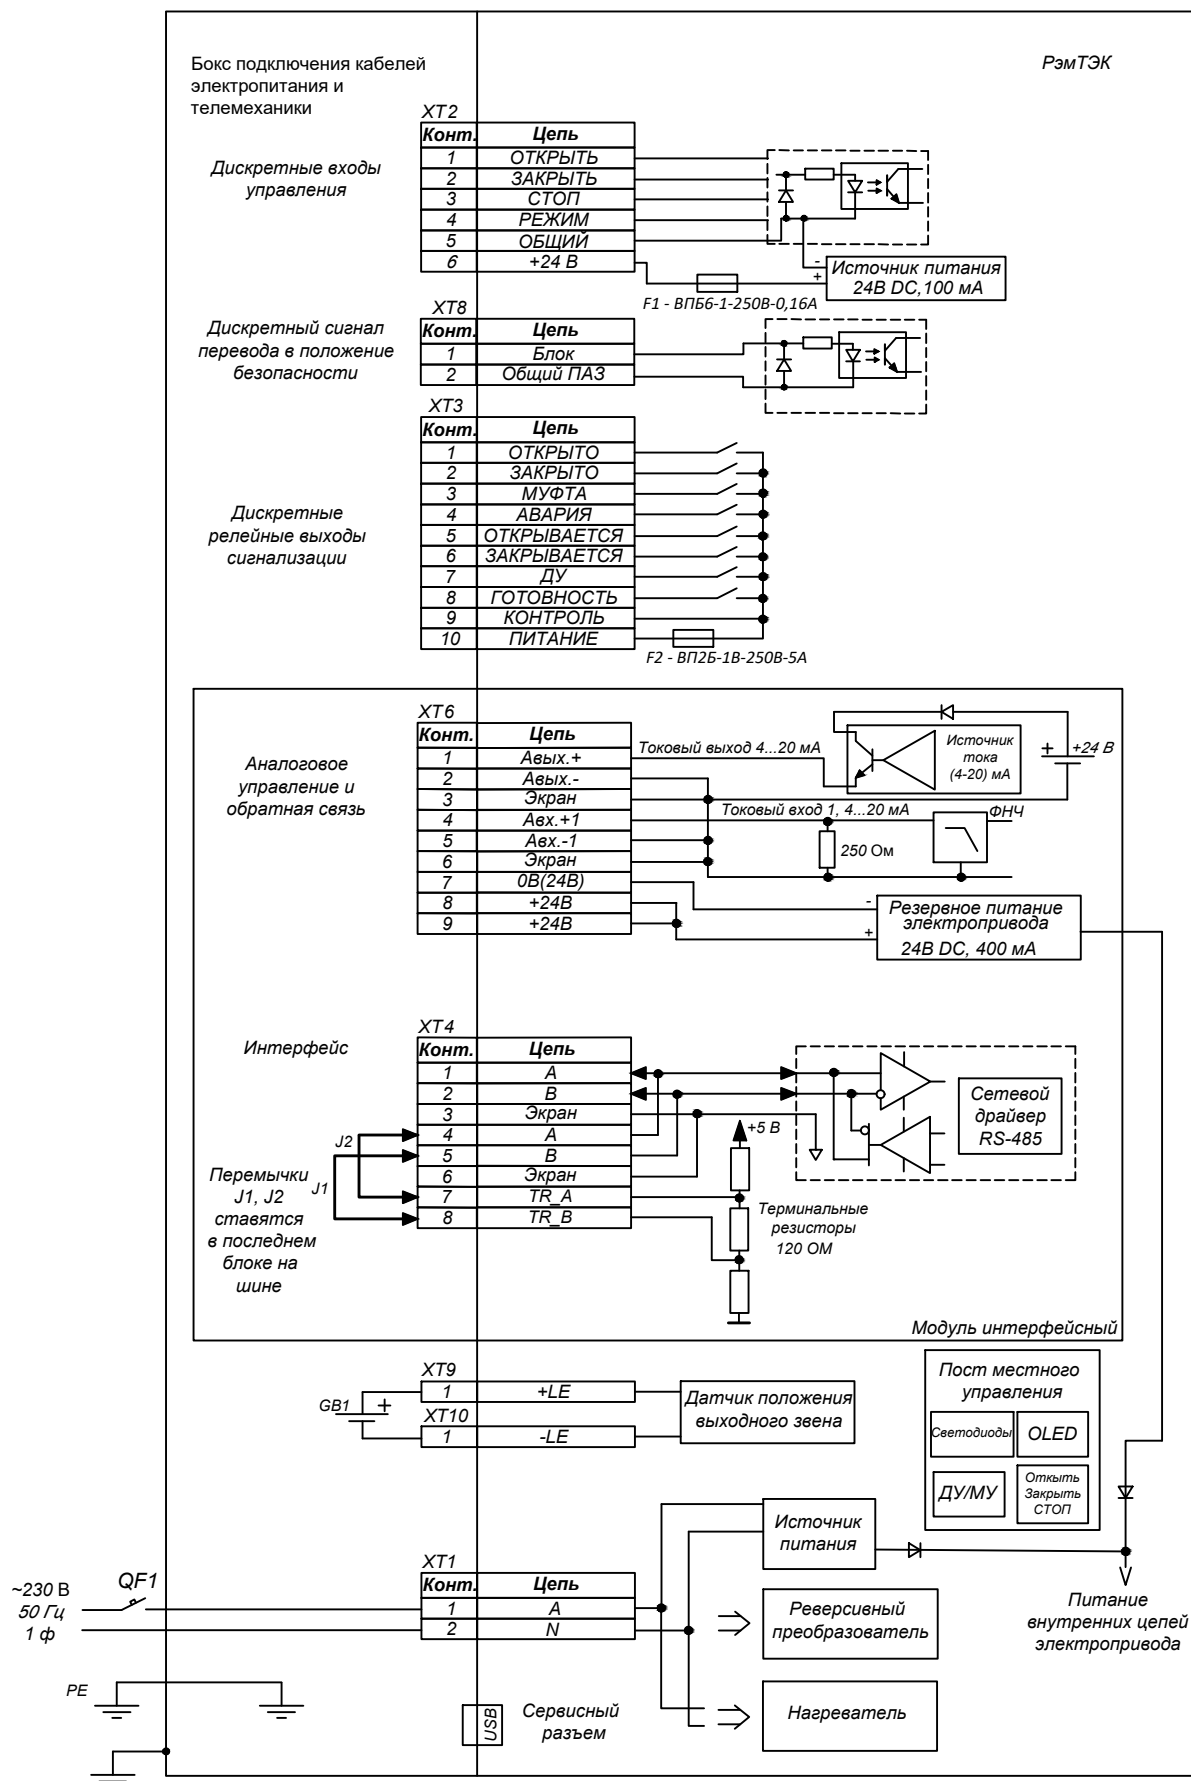 Бокс подключения кабелей
электропитания и
телемеханики
РэмТЭК
XT2
Конт. Цепь
Дискретные входы
управления
1 ОТКРЫТЬ
2 ЗАКРЫТЬ
3 СТОП
4 РЕЖИМ
5 ОБЩИЙ
6 +24 В
-
+
Источник питания
24В DC,100 мА
F1 - ВПБ6-1-250В-0,16А
XT8
Дискретный сигнал
перевода в положение
безопасности
Конт. Цепь
1 Блок
2 Общий ПАЗ
XT3
Конт. Цепь
1 ОТКРЫТО
2 ЗАКРЫТО
3 МУФТА
4 АВАРИЯ
5 ОТКРЫВАЕТСЯ
6 ЗАКРЫВАЕТСЯ
7 ДУ
8 ГОТОВНОСТЬ
9 КОНТРОЛЬ
10 ПИТАНИЕ
Дискретные
релейные выходы
сигнализации
F2 - ВП2Б-1В-250В-5А
XT6
Конт. Цепь
1 Авых.+
2 Авых.-
3 Экран
4 Авх.+1
5 Авх.-1
6 Экран
7 0В(24В)
8 +24В
9 +24В
Аналоговое
управление и
обратная связь
Токовый выход 4...20 мА
Источник
тока
(4-20) мА
+ +24 В
Токовый вход 1, 4...20 мА
ФНЧ
250 Ом
-
+
Резервное питание
электропривода
24В DC, 400 мА
XT4
Интерфейс
Конт. Цепь
1 А
2 В
3 Экран
4 А
5 В
6 Экран
7 TR_A
8 TR_B
J2
J1
Перемычки
J1, J2
ставятся
в последнем
блоке на
шине
+5 В
Сетевой
драйвер
RS-485
Терминальные
резисторы
120 ОМ
Модуль интерфейсный
XT9
1 +LE
XT10
1 -LE
GB1 +
Датчик положения
выходного звена
Пост местного
управления
Светодиоды
OLED
ДУ/МУ
Откыть
Закрыть
СТОП
Источник
питания
XT1
Конт. Цепь
1 A
2 N
QF1
~230 В
50 Гц
1 ф
Питание
внутренних цепей
электропривода
Реверсивный
преобразователь
PE
USB
Сервисный
разъем
Нагреватель